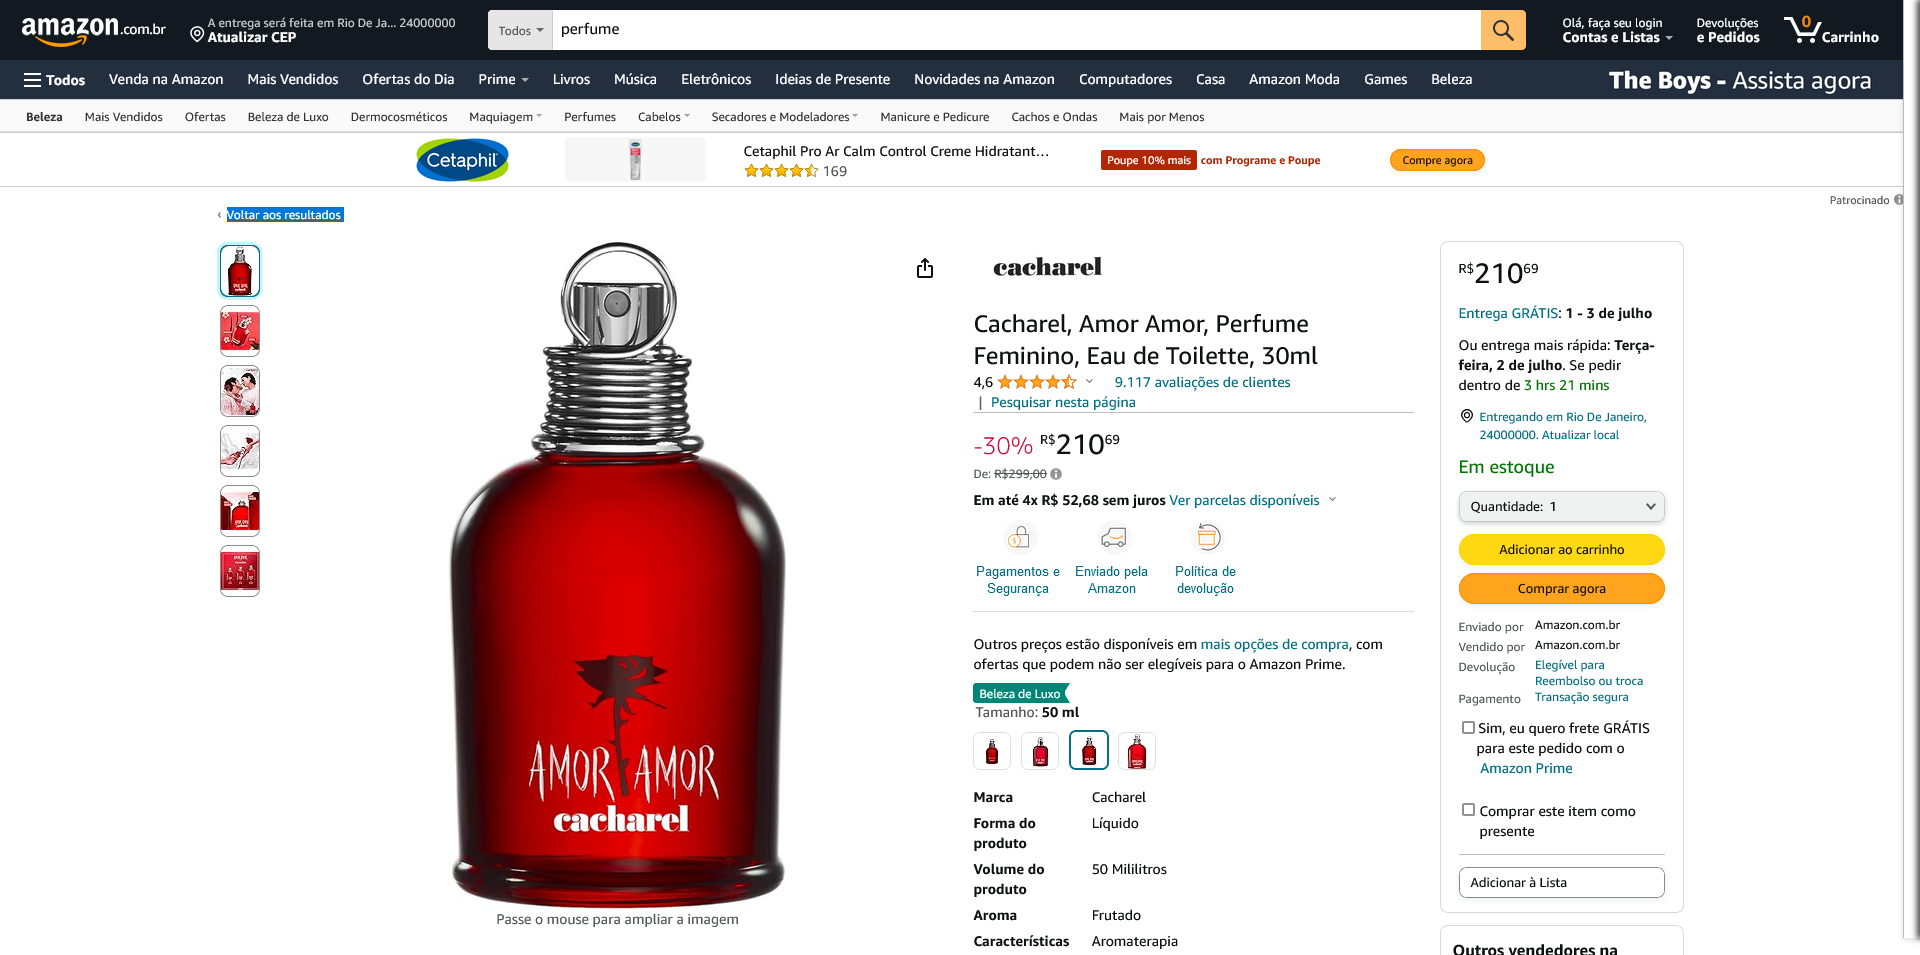 amazon.com.br
A entrega será feita em Rio De Ja... 24000000
Atualizar CEP
Todos
perfume
Olá, faça seu login
Contas e Listas
Devoluções
e Pedidos
0
Carrinho
Todos
Venda na Amazon
Mais Vendidos
Ofertas do Dia
Prime
Livros
Música
Eletrônicos
Ideias de Presente
Novidades na Amazon
Computadores
Casa
Amazon Moda
Games
Beleza
The Boys - Assista agora
Beleza
Mais Vendidos
Ofertas
Beleza de Luxo
Dermocosméticos
Maquiagem
Perfumes
Cabelos
Secadores e Modeladores
Manicure e Pedicure
Cachos e Ondas
Mais por Menos
Cetaphil
Cetaphil Pro Ar Calm Control Creme Hidratant...
169
Poupe 10% mais com Programe e Poupe
Compre agora
Patrocinado
‹ Voltar aos resultados
AMOR AMOR
cacharel
Passe o mouse para ampliar a imagem
cacharel
Cacharel, Amor Amor, Perfume
Feminino, Eau de Toilette, 30ml
4,6
9.117 avaliações de clientes
| Pesquisar nesta página
-30% R$21069
De: R$299,00
Em até 4x R$ 52,68 sem juros Ver parcelas disponíveis
Pagamentos e
Segurança
Enviado pela
Amazon
Política de
devolução
Outros preços estão disponíveis em mais opções de compra, com
ofertas que podem não ser elegíveis para o Amazon Prime.
Beleza de Luxo
Tamanho: 50 ml
Marca Cacharel
Forma do Líquido
produto
Volume do 50 Mililitros
produto
Aroma Frutado
Características Aromaterapia
R$21069
Entrega GRÁTIS: 1 - 3 de julho
Ou entrega mais rápida: Terça-
feira, 2 de julho. Se pedir
dentro de 3 hrs 21 mins
Entregando em Rio De Janeiro,
24000000. Atualizar local
Em estoque
Quantidade: 1
Adicionar ao carrinho
Comprar agora
Enviado por Amazon.com.br
Vendido por Amazon.com.br
Devolução Elegível para
Reembolso ou troca
Pagamento Transação segura
Sim, eu quero frete GRÁTIS
para este pedido com o
Amazon Prime
Comprar este item como
presente
Adicionar à Lista
Outros vendedores na